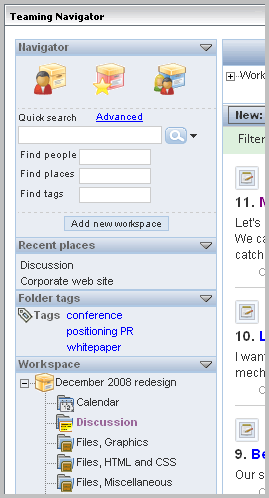 Teaming Navigator
Navigator
Quick search Advanced
Find people
Find places
Find tags
Add new workspace
Recent places
Discussion
Corporate web site
Folder tags
Tags conference
positioning PR
whitepaper
Workspace
December 2008 redesign
Calendar
Discussion
Files, Graphics
Files, HTML and CSS
Files, Miscellaneous
Work
New:
Filter
11.
Let's
We ca
catch
10. L
I want
mech
9. Be
Our s